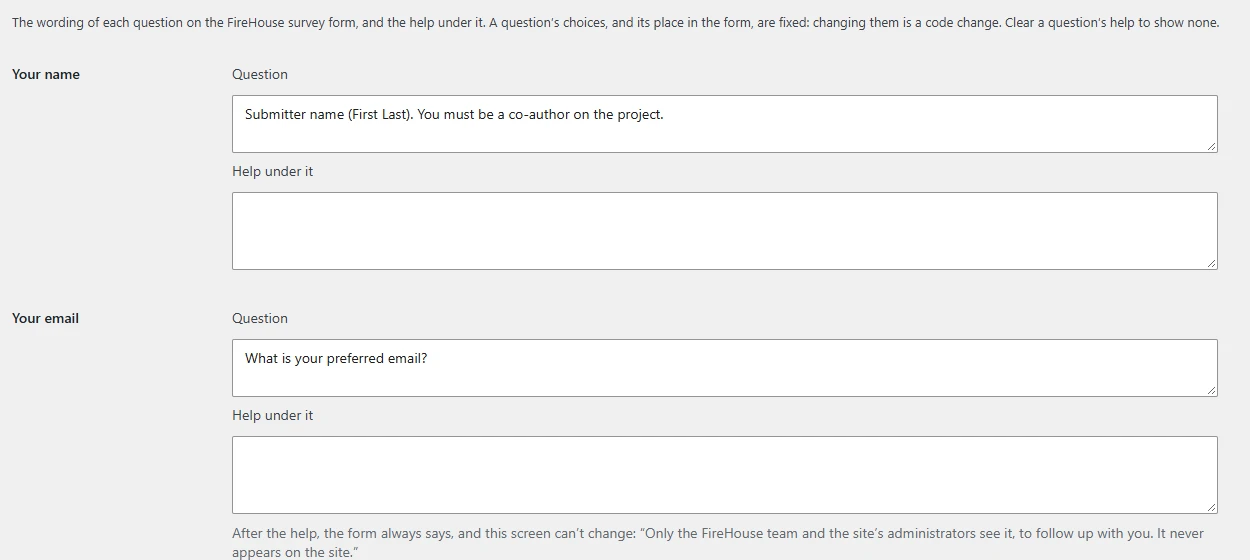 The wording of each question on the FireHouse survey form, and the help under it. A question's choices, and its place in the form, are fixed: changing them is a code change. Clear a question's help to show none.
Your name
Question
Submitter name (First Last). You must be a co-author on the project.
Help under it
Your email
Question
What is your preferred email?
Help under it
After the help, the form always says, and this screen can't change: “Only the FireHouse team and the site's administrators see it, to follow up with you. It never
appears on the site.”